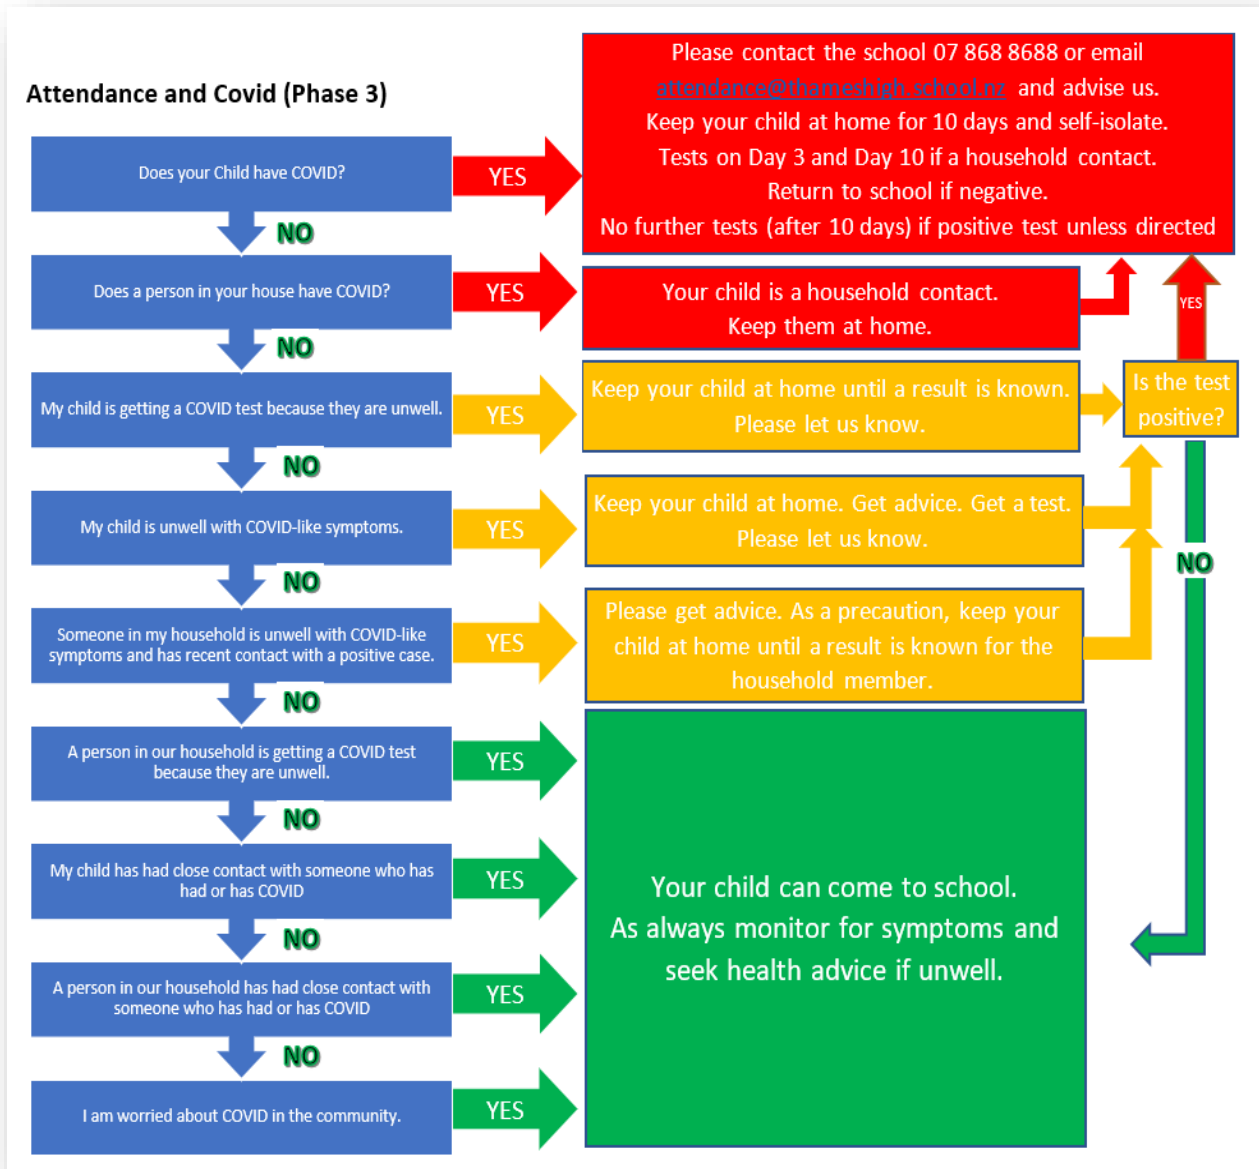 Attendance and Covid (Phase 3)
Please contact the school 07 868 8688 or email
attendance@thameshigh.school.nz and advise us.
Keep your child at home for 10 days and self-isolate.
Tests on Day 3 and Day 10 if a household contact.
Return to school if negative.
No further tests (after 10 days) if positive test unless directed
Does your Child have COVID?
YES
NO
Does a person in your house have COVID?
YES
Your child is a household contact.
Keep them at home.
YES
NO
My child is getting a COVID test because they are unwell.
YES
Keep your child at home until a result is known.
Please let us know.
Is the test
positive?
NO
My child is unwell with COVID-like symptoms.
YES
Keep your child at home. Get advice. Get a test.
Please let us know.
NO
NO
Someone in my household is unwell with COVID-like
symptoms and has recent contact with a positive case.
YES
Please get advice. As a precaution, keep your
child at home until a result is known for the
household member.
NO
A person in our household is getting a COVID test
because they are unwell.
YES
NO
My child has had close contact with someone who has
had or has COVID
YES
Your child can come to school.
As always monitor for symptoms and
seek health advice if unwell.
NO
A person in our household has had close contact with
someone who has had or has COVID
YES
NO
I am worried about COVID in the community.
YES